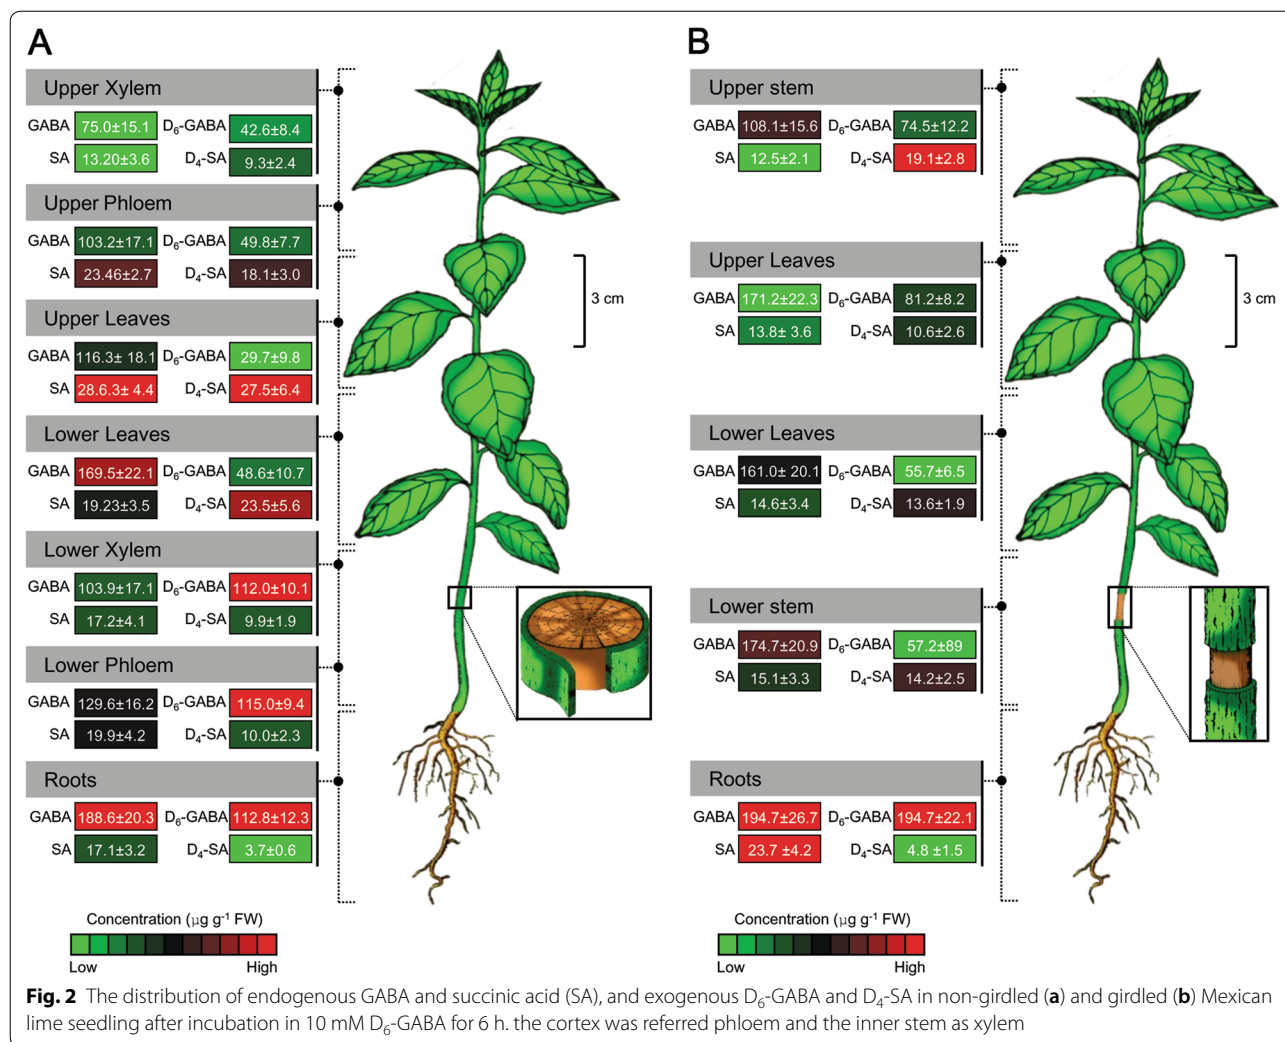 A
Upper Xylem
GABA 75.0±15.1 D6-GABA 42.6±8.4
SA 13.20±3.6 D4-SA 9.3±2.4
Upper Phloem
GABA 103.2±17.1 D6-GABA 49.8±7.7
SA 23.46±2.7 D4-SA 18.1±3.0
Upper Leaves
GABA 116.3± 18.1 D6-GABA 29.7±9.8
SA 28.6.3± 4.4 D4-SA 27.5±6.4
Lower Leaves
GABA 169.5±22.1 D6-GABA 48.6±10.7
SA 19.23±3.5 D4-SA 23.5±5.6
Lower Xylem
GABA 103.9±17.1 D6-GABA 112.0±10.1
SA 17.2±4.1 D4-SA 9.9±1.9
Lower Phloem
GABA 129.6±16.2 D6-GABA 115.0±9.4
SA 19.9±4.2 D4-SA 10.0±2.3
Roots
GABA 188.6±20.3 D6-GABA 112.8±12.3
SA 17.1±3.2 D4-SA 3.7±0.6
3 cm
Concentration (µg g-1 FW)
Low High
B
Upper stem
GABA 108.1±15.6 D6-GABA 74.5±12.2
SA 12.5±2.1 D4-SA 19.1±2.8
Upper Leaves
GABA 171.2±22.3 D6-GABA 81.2±8.2
SA 13.8± 3.6 D4-SA 10.6±2.6
Lower Leaves
GABA 161.0± 20.1 D6-GABA 55.7±6.5
SA 14.6±3.4 D4-SA 13.6±1.9
Lower stem
GABA 174.7±20.9 D6-GABA 57.2±89
SA 15.1±3.3 D4-SA 14.2±2.5
Roots
GABA 194.7±26.7 D6-GABA 194.7±22.1
SA 23.7 ±4.2 D4-SA 4.8 ±1.5
3 cm
Concentration (µg g-1 FW)
Low High
Fig. 2 The distribution of endogenous GABA and succinic acid (SA), and exogenous D6-GABA and D4-SA in non-girdled (a) and girdled (b) Mexican
lime seedling after incubation in 10 mM D6-GABA for 6 h. the cortex was referred phloem and the inner stem as xylem